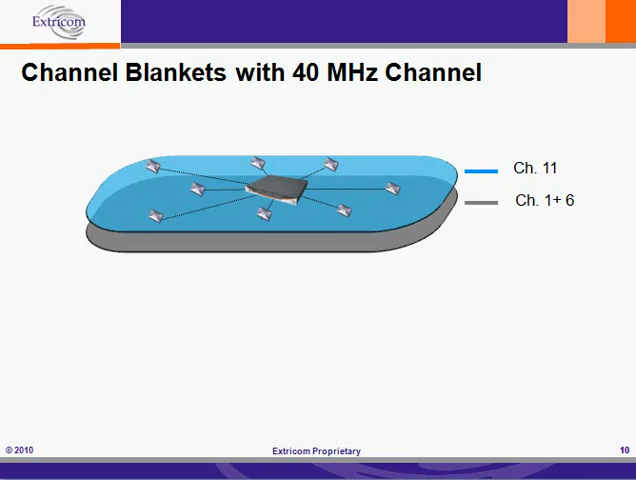 Extricom
Channel Blankets with 40 MHz Channel
Ch. 11
Ch. 1+ 6
© 2010
Extricom Proprietary
10